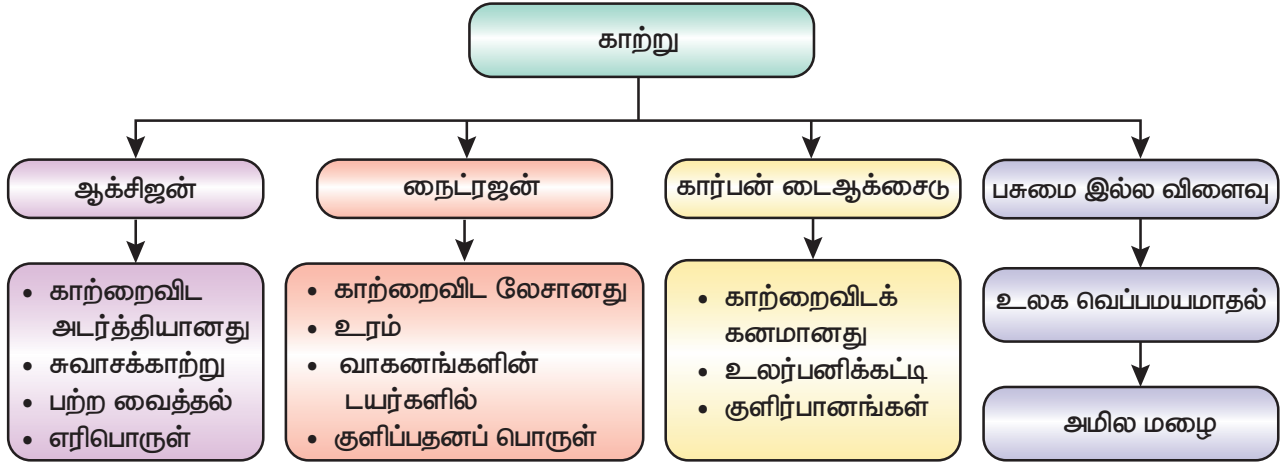 காற்று
ஆக்சிஜன்
நைட்ரஜன்
கார்பன் டைஆக்சைடு
பசுமை இல்ல விளைவு
• காற்றைவிட
அடர்த்தியானது
• சுவாசக்காற்று
• பற்ற வைத்தல்
• எரிபொருள்
• காற்றைவிட லேசானது
• உரம்
• வாகனங்களின்
டயர்களில்
• குளிப்பதனப் பொருள்
• காற்றைவிடக்
கனமானது
• உலர்பனிக்கட்டி
• குளிர்பானங்கள்
உலக வெப்பமயமாதல்
அமில மழை